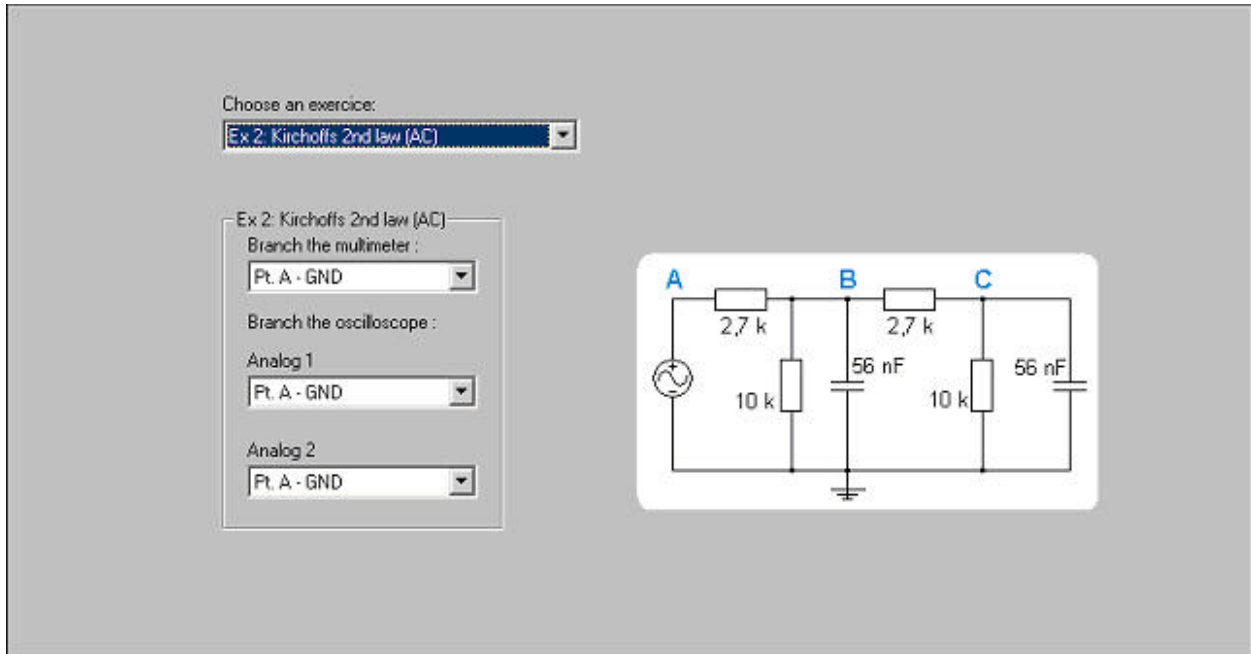 Choose an exercice:
Ex 2: Kirchoffs 2nd law (AC)
Ex 2: Kirchoffs 2nd law (AC)
Branch the multimeter :
Pt. A - GND
Branch the oscilloscope :
Analog 1
Pt. A - GND
Analog 2
Pt. A - GND
A B C
2,7 k 2,7 k
56 nF 56 nF
10 k 10 k